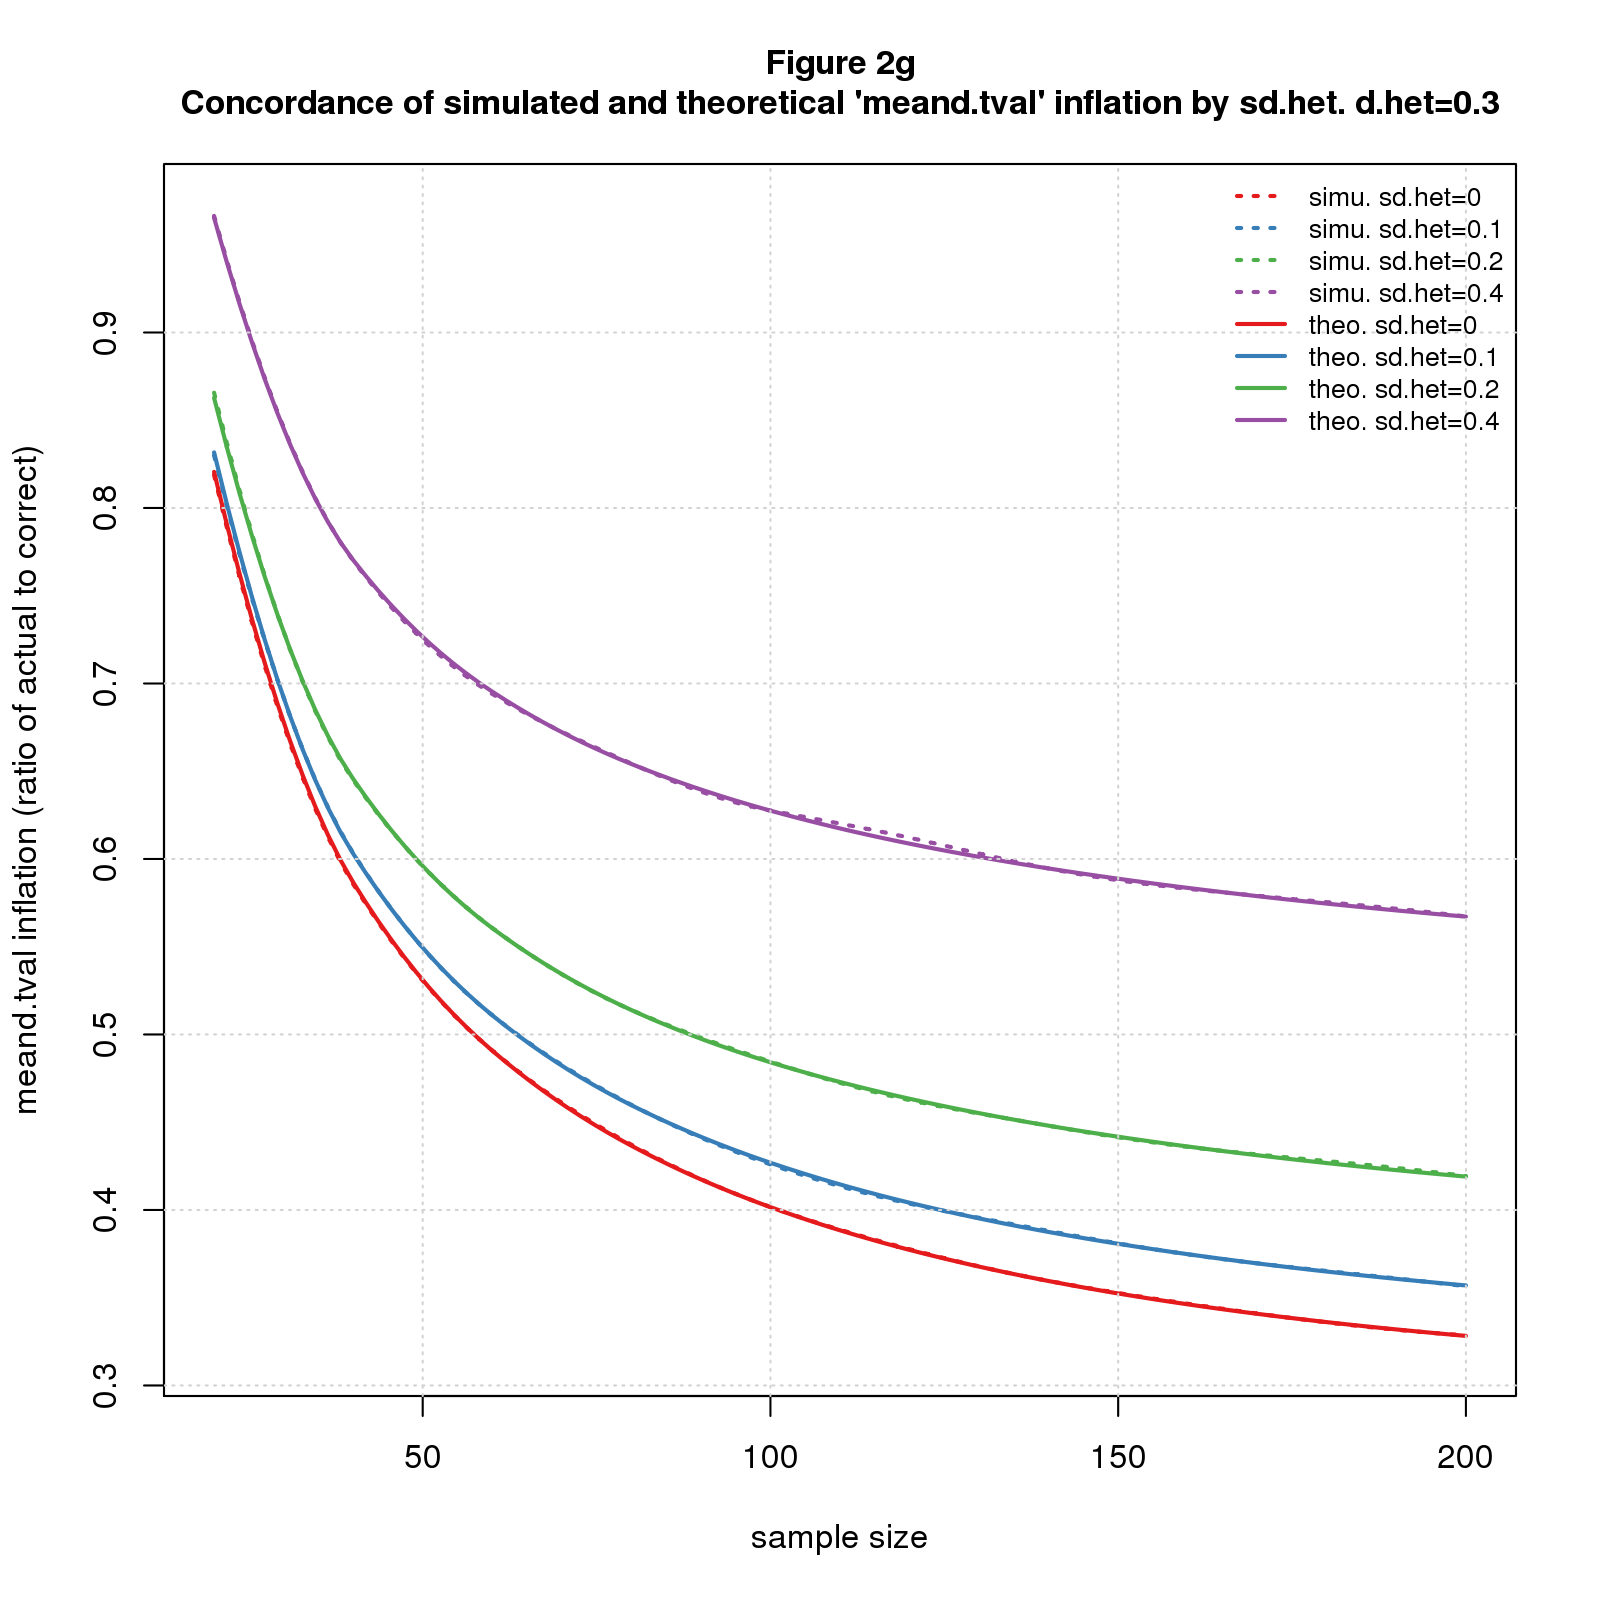 Figure 2g
Concordance of simulated and theoretical 'meand.tval' inflation by sd.het. d.het=0.3
meand.tval inflation (ratio of actual to correct)
0.9
0.8
0.7
0.6
0.5
0.4
0.3
simu. sd.het=0
simu. sd.het=0.1
simu. sd.het=0.2
simu. sd.het=0.4
theo. sd.het=0
theo. sd.het=0.1
theo. sd.het=0.2
theo. sd.het=0.4
50 100 150 200
sample size